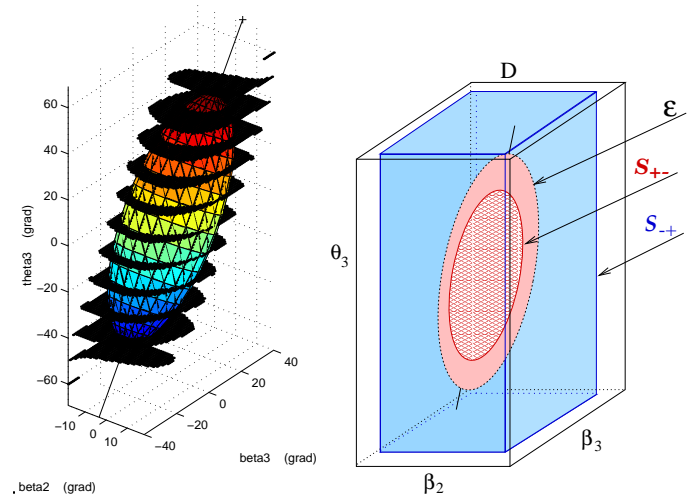 60
40
20
0
−20
−40
−60
theta3 (grad)
−10
0
10
−40
−20
0
20
40
beta3 (grad)
beta2 (grad)
D
ε
S+-
S-+
θ3
β3
β2